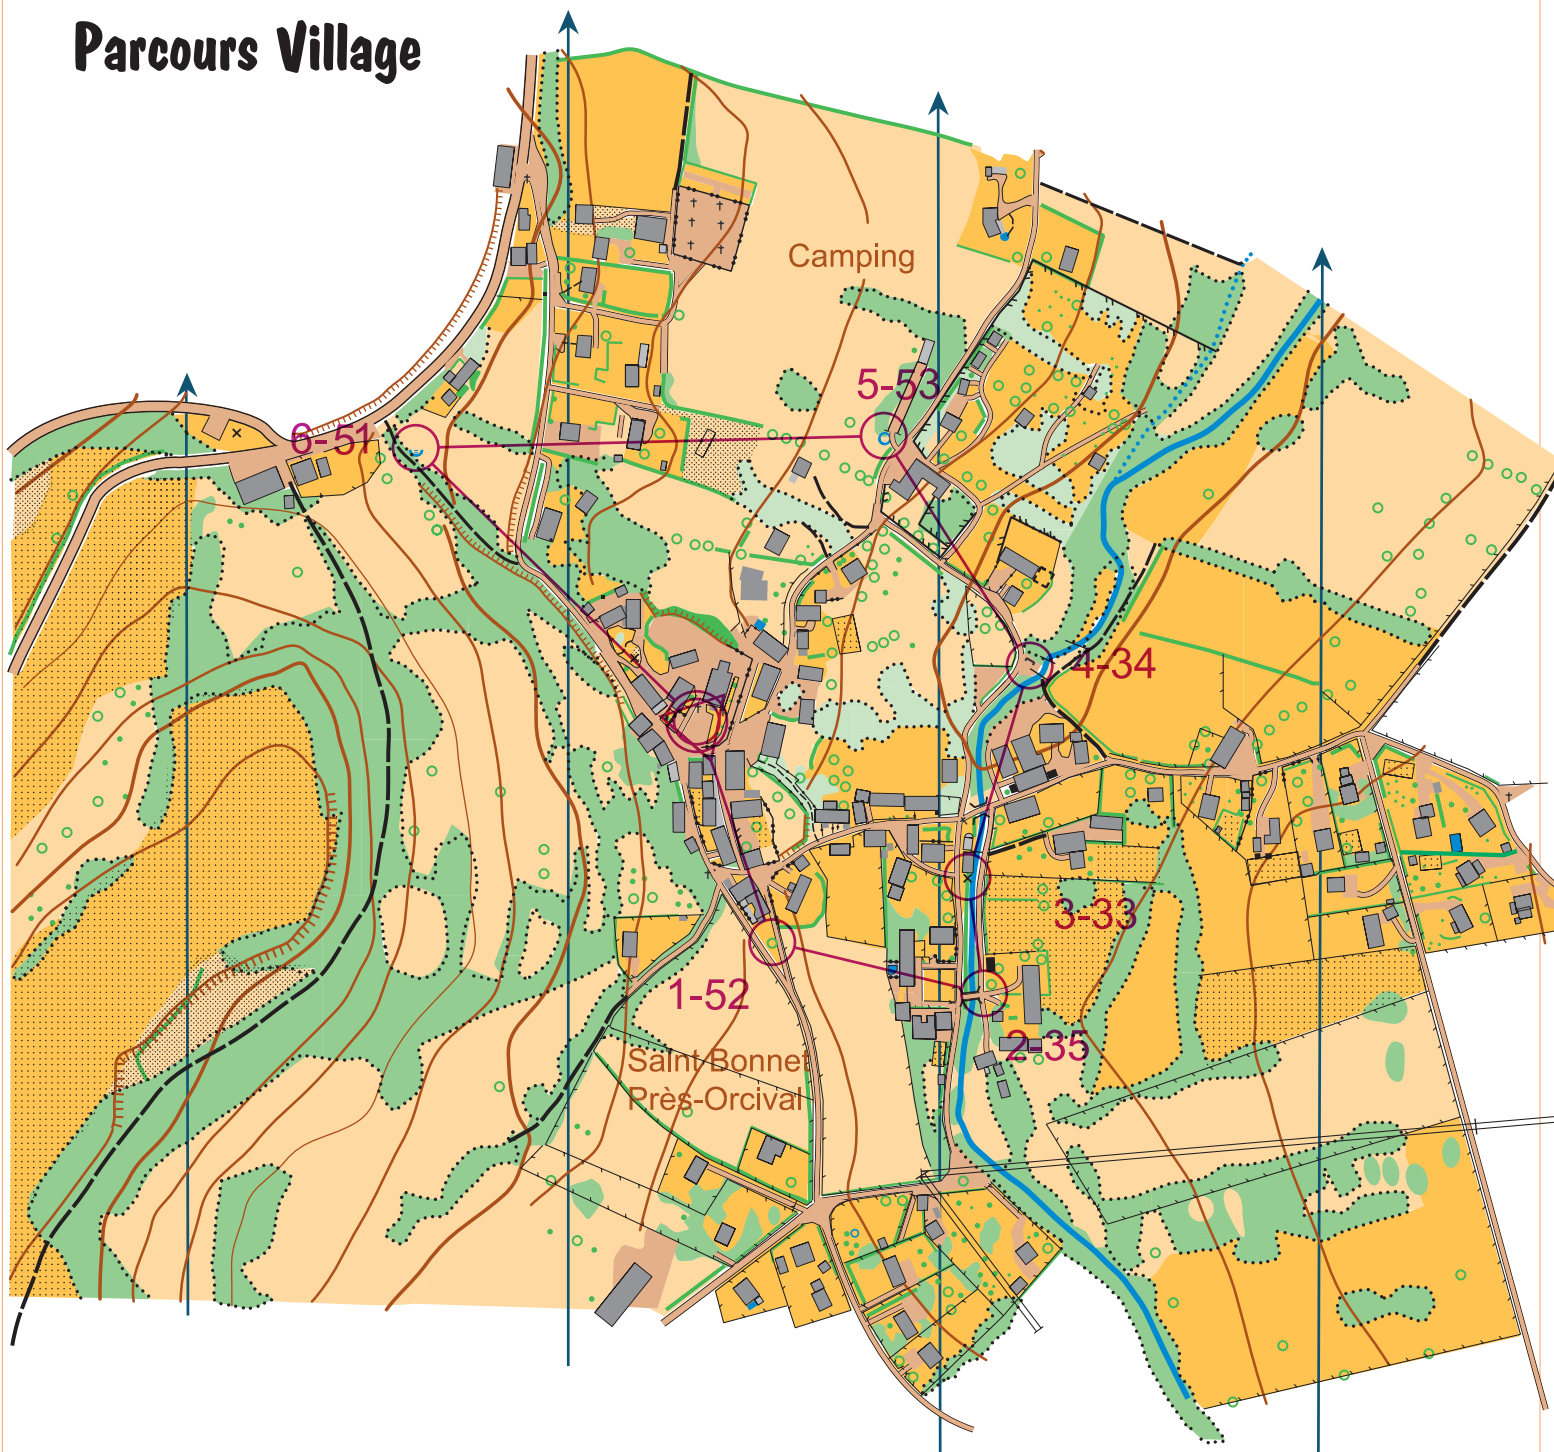 Parcours Village
Camping
5-53
6-51
4-34
3-33
1-52
2-35
Saint-Bonnet
Près-Orcival